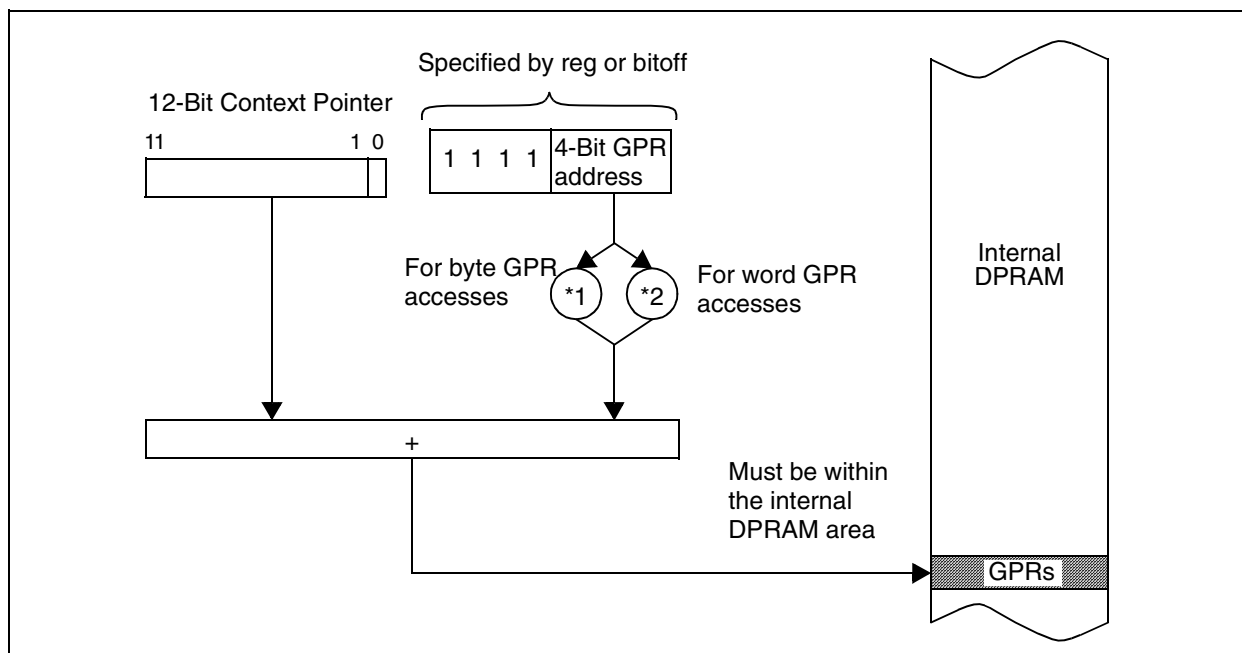 Specified by reg or bitoff
12-Bit Context Pointer
11 1 0
1 1 1 1 4-Bit GPR
address
For byte GPR
accesses
*1
*2
For word GPR
accesses
Internal
DPRAM
+
Must be within
the internal
DPRAM area
GPRs